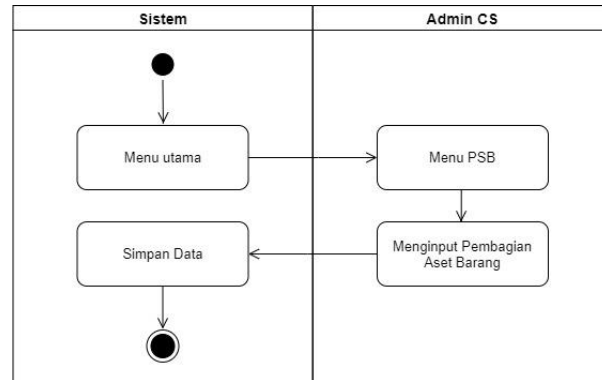 Sistem
Admin CS
Menu utama
Menu PSB
Simpan Data
Menginput Pembagian
Aset Barang